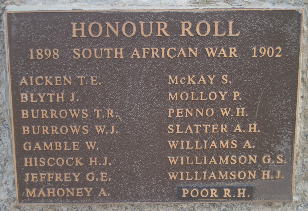 HONOUR ROLL
1898 SOUTH AFRICAN WAR 1902
AICKEN T.E.
BLYTH J.
BURROWS T.R.
BURROWS W.J.
GAMBLE W.
HISCOCK H.J.
JEFFREY G.E.
MAHONEY A.
McKAY S.
MOLLOY P.
PENNO W.H.
SLATTER A.H.
WILLIAMS A.
WILLIAMSON G.S.
WILLIAMSON H.J.
POOR R.H.